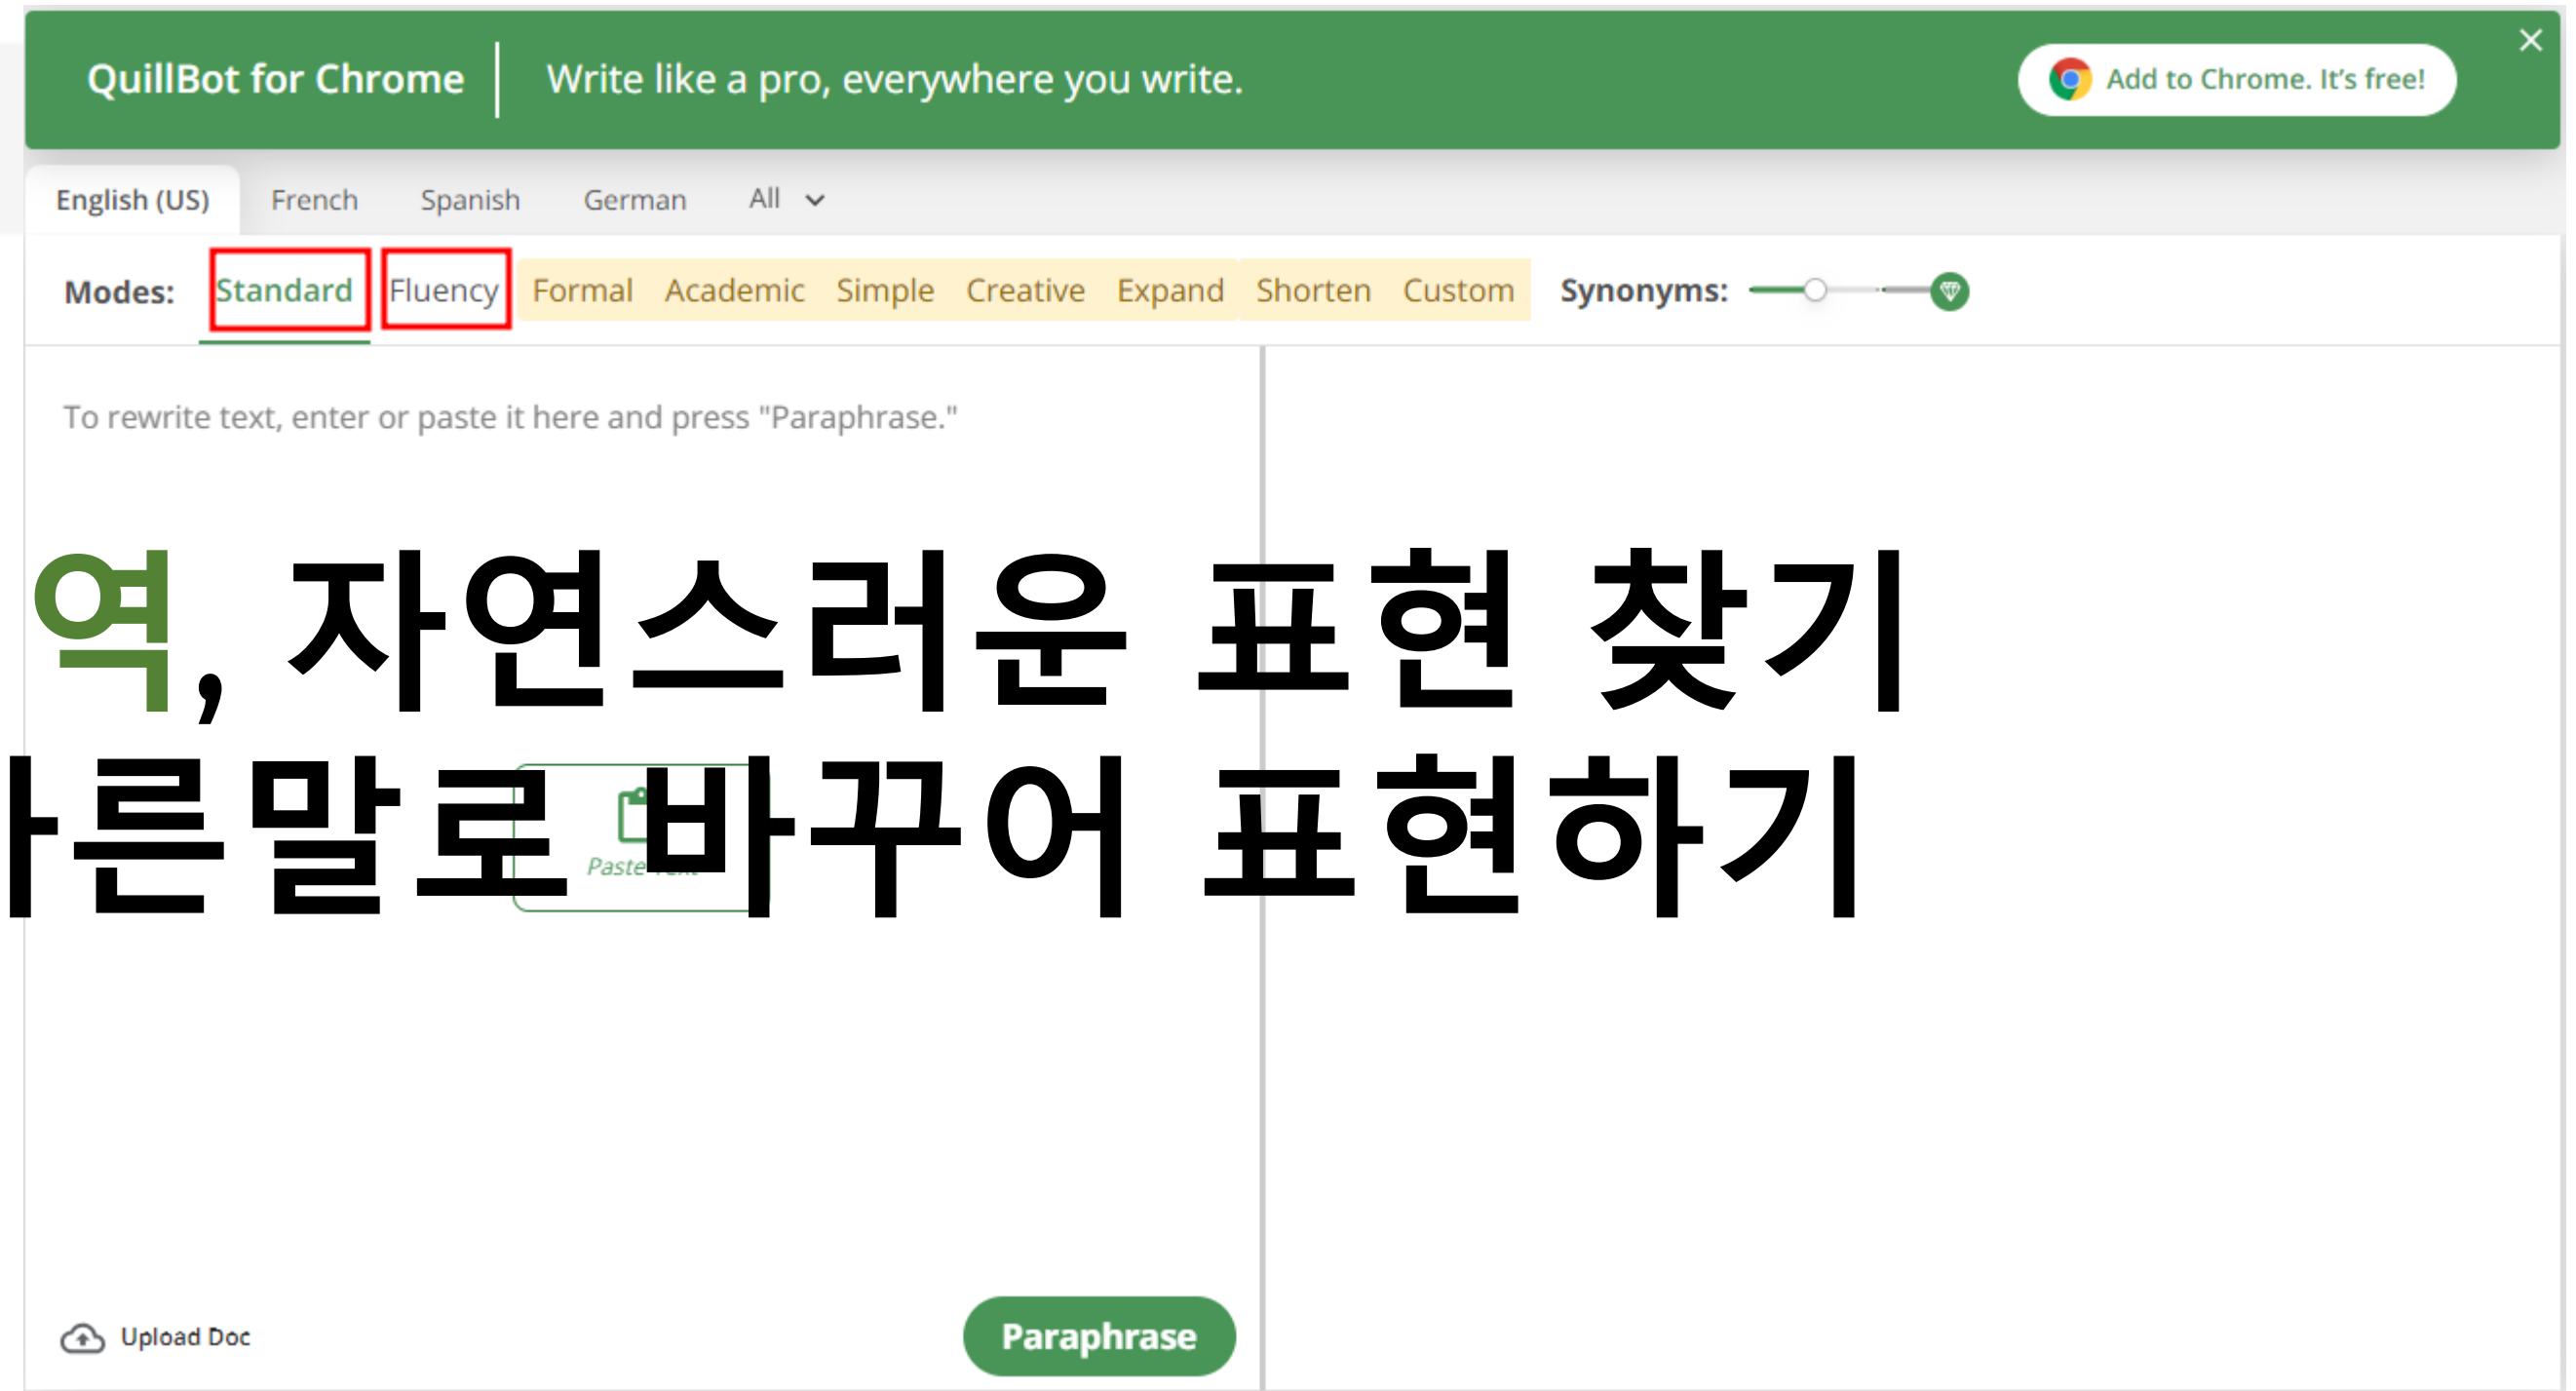 QuillBot for Chrome Write like a pro, everywhere you write. Add to Chrome. It's free!
English (US) French Spanish German All
Modes: Standard Fluency Formal Academic Simple Creative Expand Shorten Custom Synonyms:
To rewrite text, enter or paste it here and press "Paraphrase."
역, 자연스러운 표현 찾기
른말로 바꾸어 표현하기
Paste
Upload Doc Paraphrase